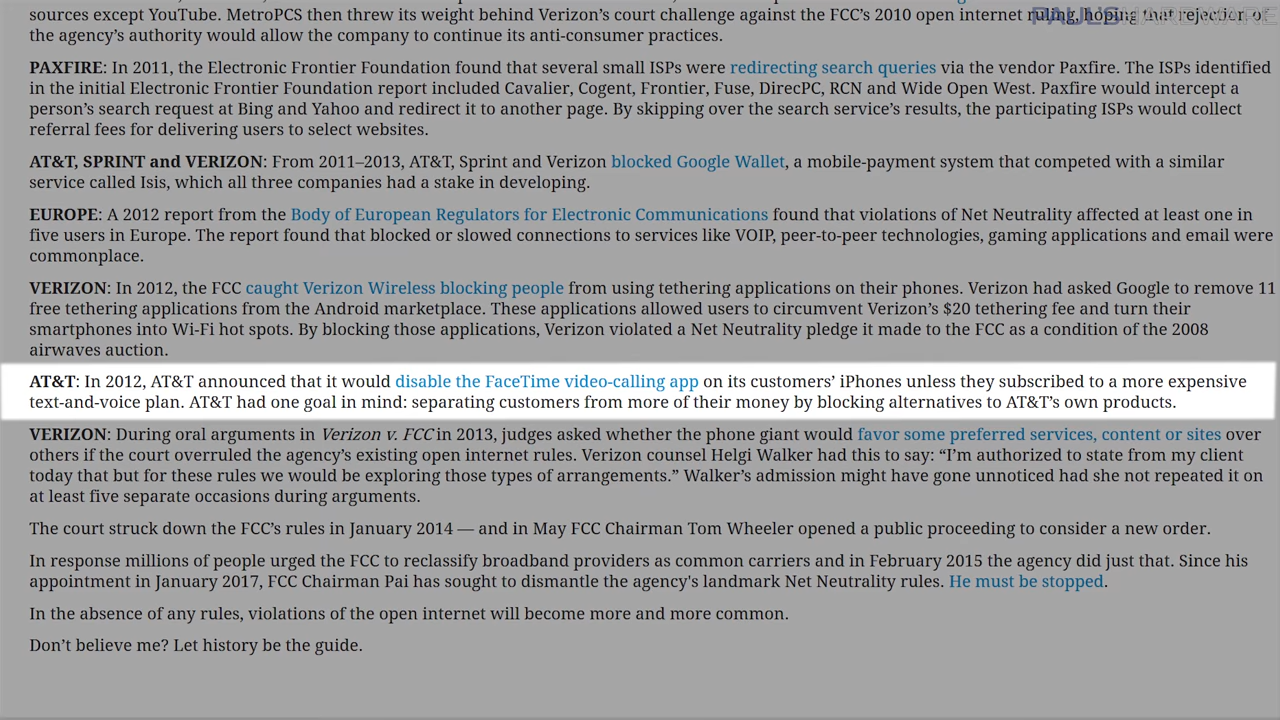 sources except YouTube. MetroPCS then threw its weight behind Verizon’s court challenge against the FCC’s 2010 open internet ruling, hoping that rejection of
the agency’s authority would allow the company to continue its anti-consumer practices.
PAXFIRE: In 2011, the Electronic Frontier Foundation found that several small ISPs were redirecting search queries via the vendor Paxfire. The ISPs identified
in the initial Electronic Frontier Foundation report included Cavalier, Cogent, Frontier, Fuse, DirecPC, RCN and Wide Open West. Paxfire would intercept a
person’s search request at Bing and Yahoo and redirect it to another page. By skipping over the search service’s results, the participating ISPs would collect
referral fees for delivering users to select websites.
AT&T, SPRINT and VERIZON: From 2011–2013, AT&T, Sprint and Verizon blocked Google Wallet, a mobile-payment system that competed with a similar
service called Isis, which all three companies had a stake in developing.
EUROPE: A 2012 report from the Body of European Regulators for Electronic Communications found that violations of Net Neutrality affected at least one in
five users in Europe. The report found that blocked or slowed connections to services like VOIP, peer-to-peer technologies, gaming applications and email were
commonplace.
VERIZON: In 2012, the FCC caught Verizon Wireless blocking people from using tethering applications on their phones. Verizon had asked Google to remove 11
free tethering applications from the Android marketplace. These applications allowed users to circumvent Verizon’s $20 tethering fee and turn their
smartphones into Wi-Fi hot spots. By blocking those applications, Verizon violated a Net Neutrality pledge it made to the FCC as a condition of the 2008
airwaves auction.
AT&T: In 2012, AT&T announced that it would disable the FaceTime video-calling app on its customers’ iPhones unless they subscribed to a more expensive
text-and-voice plan. AT&T had one goal in mind: separating customers from more of their money by blocking alternatives to AT&T’s own products.
VERIZON: During oral arguments in Verizon v. FCC in 2013, judges asked whether the phone giant would favor some preferred services, content or sites over
others if the court overruled the agency’s existing open internet rules. Verizon counsel Helgi Walker had this to say: “I’m authorized to state from my client
today that but for these rules we would be exploring those types of arrangements.” Walker’s admission might have gone unnoticed had she not repeated it on
at least five separate occasions during arguments.
The court struck down the FCC’s rules in January 2014 — and in May FCC Chairman Tom Wheeler opened a public proceeding to consider a new order.
In response millions of people urged the FCC to reclassify broadband providers as common carriers and in February 2015 the agency did just that. Since his
appointment in January 2017, FCC Chairman Pai has sought to dismantle the agency's landmark Net Neutrality rules. He must be stopped.
In the absence of any rules, violations of the open internet will become more and more common.
Don’t believe me? Let history be the guide.
PAUL'S HARDWARE